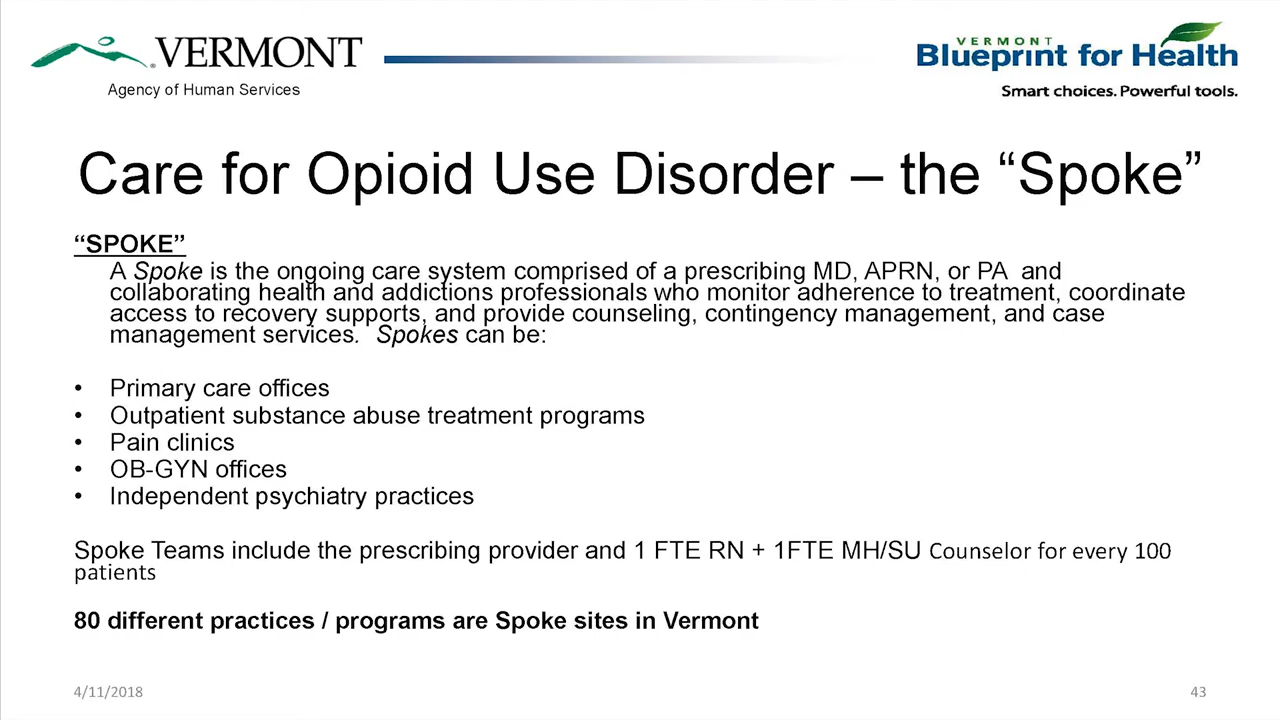 VERMONT
Agency of Human Services
VERMONT
Blueprint for Health
Smart choices. Powerful tools.
Care for Opioid Use Disorder – the “Spoke”
“SPOKE”
A Spoke is the ongoing care system comprised of a prescribing MD, APRN, or PA and
collaborating health and addictions professionals who monitor adherence to treatment, coordinate
access to recovery supports, and provide counseling, contingency management, and case
management services. Spokes can be:
• Primary care offices
• Outpatient substance abuse treatment programs
• Pain clinics
• OB-GYN offices
• Independent psychiatry practices
Spoke Teams include the prescribing provider and 1 FTE RN + 1FTE MH/SU Counselor for every 100
patients
80 different practices / programs are Spoke sites in Vermont
4/11/2018
43